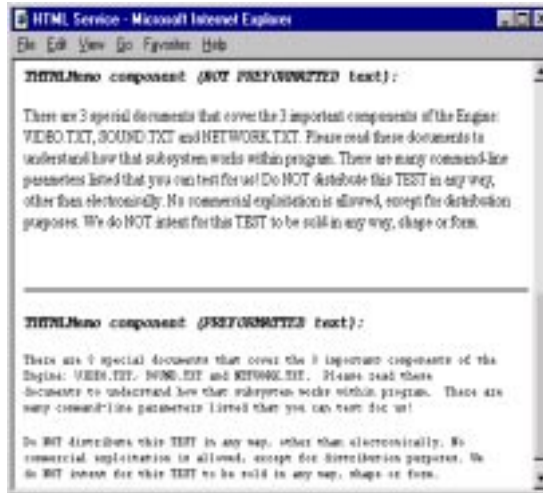 HTML Service - Microsoft Internet Explorer
File Edit View Go Favorites Help
THTMLMemo component (NOT PREFORMATTED text):
There are 3 special documents that cover the 3 important components of the Engine:
VIDEO.TXT, SOUND.TXT and NETWORK.TXT. Please read these documents to
understand how that subsystem works within program. There are many command-line
parameters listed that you can test for us! Do NOT distribute this TEST in any way,
other than electronically. No commercial exploitation is allowed, except for distribution
purposes. We do NOT intent for this TEST to be sold in any way, shape or form.
THTMLMemo component (PREFORMATTED text):
There are 3 special documents that cover the 3 important components of the
Engine: VIDEO.TXT, SOUND.TXT and NETWORK.TXT. Please read these
documents to understand how that subsystem works within program. There are
many command-line parameters listed that you can test for us!
Do NOT distribute this TEST in any way, other than electronically. No
commercial exploitation is allowed, except for distribution purposes. We
do NOT intent for this TEST to be sold in any way, shape or form.